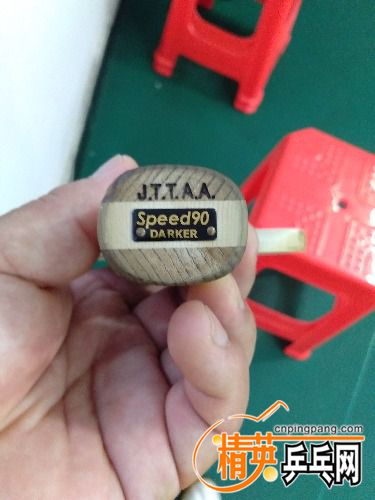 J.T.T.A.A.
Speed90
DARKER
cnpingpang.com
精英乒乓网